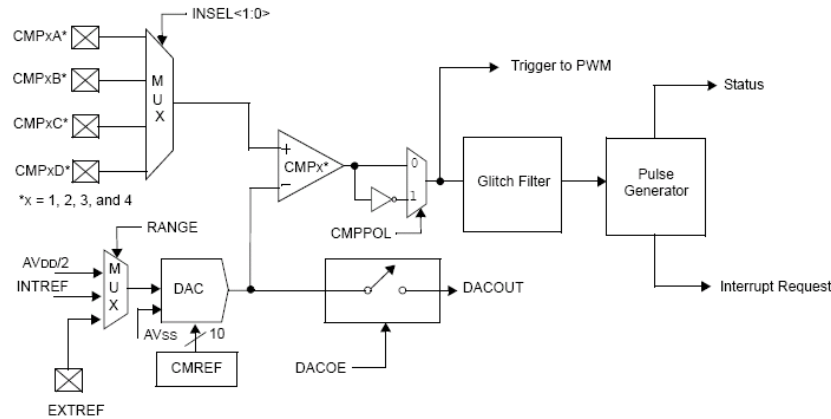 INSEL<1:0>
CMPxA*
Trigger to PWM
CMPxB*
M
U
X
Status
CMPxC*
+
CMPx*
−
0
1
Glitch Filter
Pulse
Generator
CMPxD*
*x = 1, 2, 3, and 4
RANGE
CMPPOL
AVDD/2
M
U
X
INTREF
DAC
DACOUT
Interrupt Request
AVSS
10
CMREF
DACOE
EXTREF